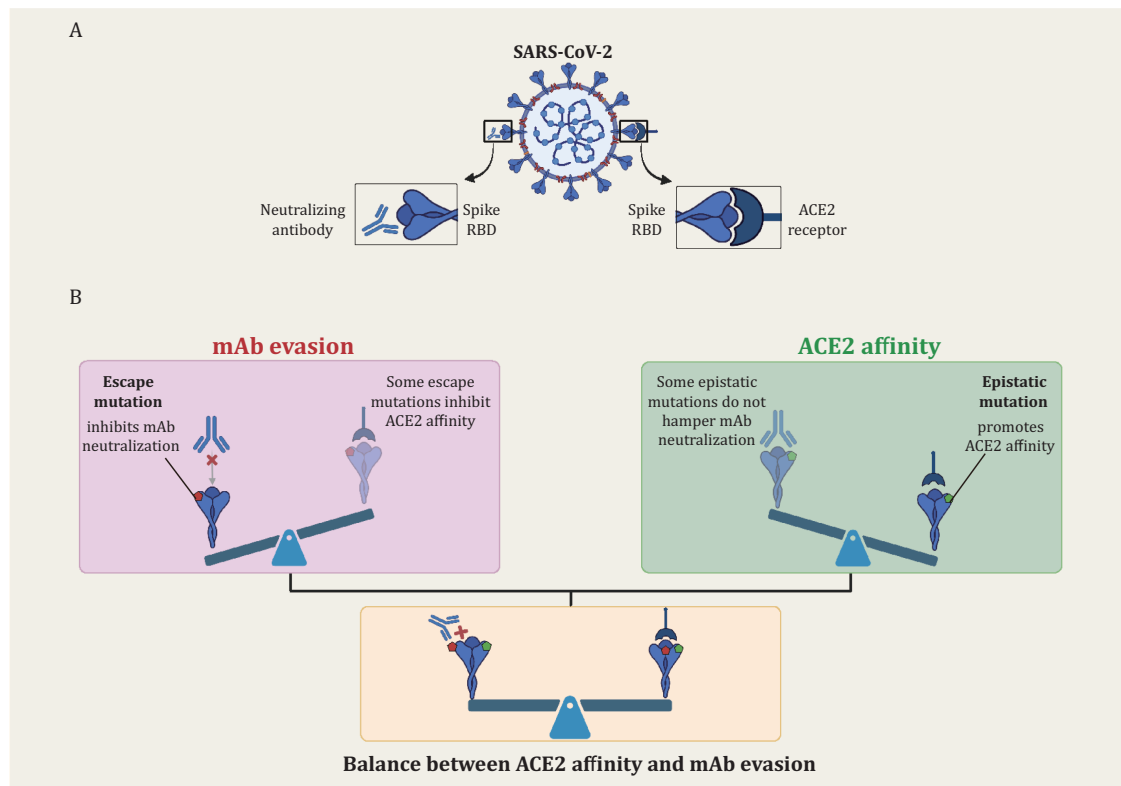 A
SARS-CoV-2
Neutralizing
antibody
Spike
RBD
Spike
RBD
ACE2
receptor
B
mAb evasion
Escape
mutation
inhibits mAb
neutralization
Some escape
mutations inhibit
ACE2 affinity
ACE2 affinity
Some epistatic
mutations do not
hamper mAb
neutralization
Epistatic
mutation
promotes
ACE2 affinity
Balance between ACE2 affinity and mAb evasion